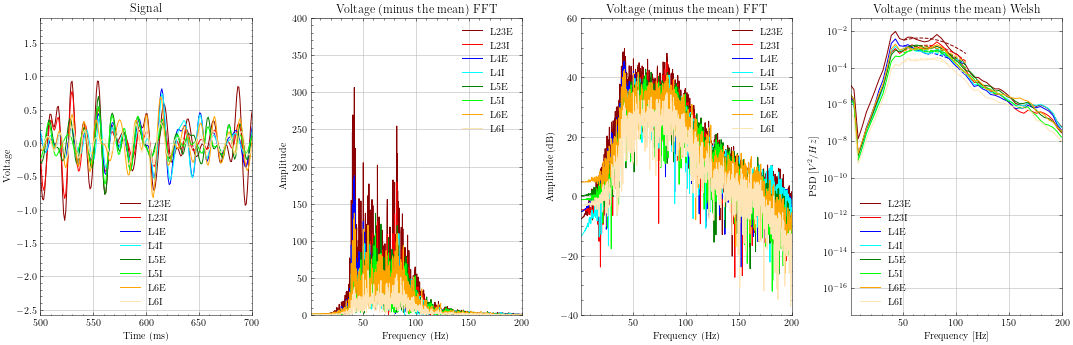 Signal
1.5
1.0
0.5
0.0
−0.5
−1.0
−1.5
−2.0
−2.5
500
550
600
650
700
Voltage
Time (ms)
L23E
L23I
L4E
L4I
L5E
L5I
L6E
L6I
Voltage (minus the mean) FFT
400
350
300
250
200
150
100
50
0
50
100
150
200
Amplitude
Frequency (Hz)
L23E
L23I
L4E
L4I
L5E
L5I
L6E
L6I
Voltage (minus the mean) FFT
60
40
20
0
−20
−40
50
100
150
200
Amplitude (dB)
Frequency (Hz)
L23E
L23I
L4E
L4I
L5E
L5I
L6E
L6I
Voltage (minus the mean) Welsh
10⁻²
10⁻⁴
10⁻⁶
10⁻⁸
10⁻¹⁰
10⁻¹²
10⁻¹⁴
10⁻¹⁶
50
100
150
200
PSD [V²/Hz]
Frequency [Hz]
L23E
L23I
L4E
L4I
L5E
L5I
L6E
L6I